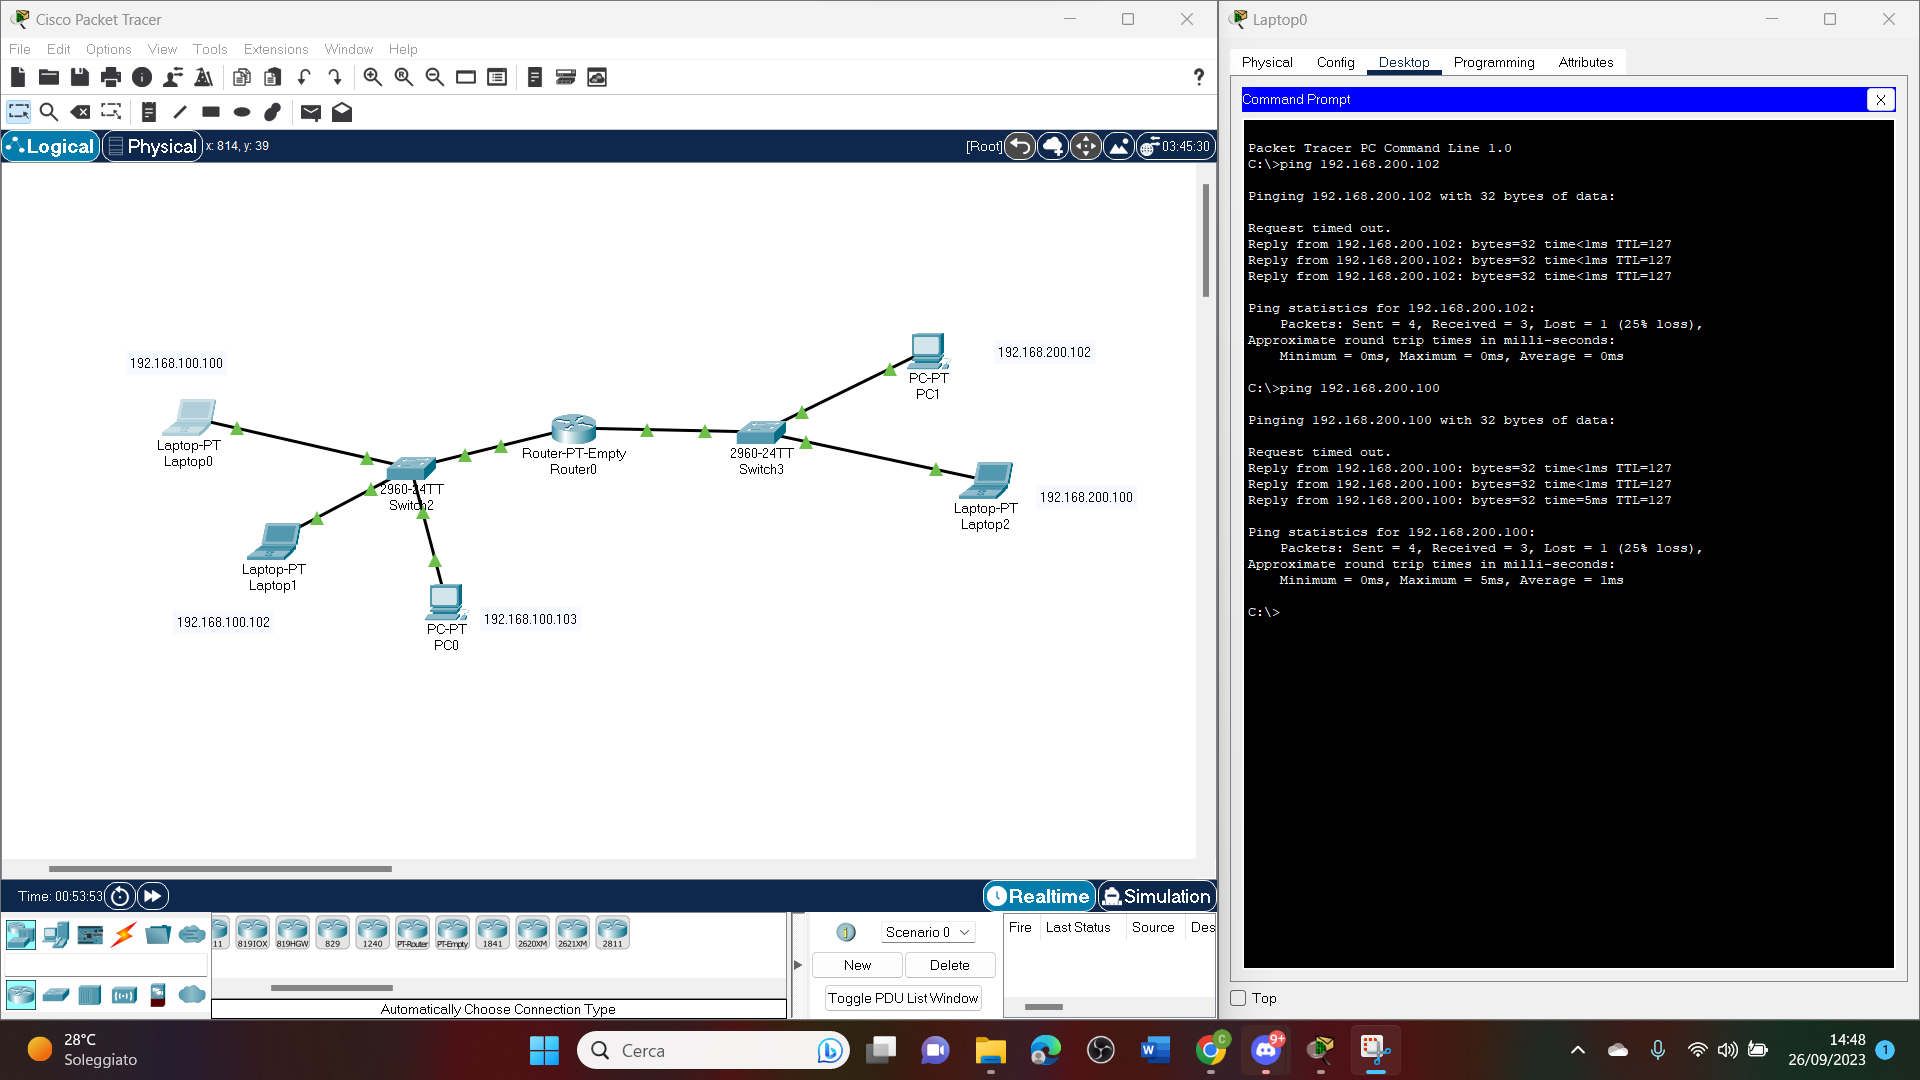 Cisco Packet Tracer
File Edit Options View Tools Extensions Window Help
?
Logical Physical x: 814, y: 39
[Root] 03:45:30
192.168.100.100
Laptop-PT
Laptop0
2960-24TT
Switch2
Laptop-PT
Laptop1
192.168.100.102
PC-PT
PC0
192.168.100.103
Router-PT-Empty
Router0
2960-24TT
Switch3
PC-PT
PC1
192.168.200.102
Laptop-PT
Laptop2
192.168.200.100
Time: 00:53:53
Realtime Simulation
11 819IOX 819HGW 829 1240 PT-Router PT-Empty 1841 2620XM 2621XM 2811
Automatically Choose Connection Type
1 Scenario 0
New Delete
Toggle PDU List Window
Fire Last Status Source Des
Laptop0
Physical Config Desktop Programming Attributes
Command Prompt X
Packet Tracer PC Command Line 1.0
C:\>ping 192.168.200.102
Pinging 192.168.200.102 with 32 bytes of data:
Request timed out.
Reply from 192.168.200.102: bytes=32 time<1ms TTL=127
Reply from 192.168.200.102: bytes=32 time<1ms TTL=127
Reply from 192.168.200.102: bytes=32 time<1ms TTL=127
Ping statistics for 192.168.200.102:
Packets: Sent = 4, Received = 3, Lost = 1 (25% loss),
Approximate round trip times in milli-seconds:
Minimum = 0ms, Maximum = 0ms, Average = 0ms
C:\>ping 192.168.200.100
Pinging 192.168.200.100 with 32 bytes of data:
Request timed out.
Reply from 192.168.200.100: bytes=32 time<1ms TTL=127
Reply from 192.168.200.100: bytes=32 time<1ms TTL=127
Reply from 192.168.200.100: bytes=32 time=5ms TTL=127
Ping statistics for 192.168.200.100:
Packets: Sent = 4, Received = 3, Lost = 1 (25% loss),
Approximate round trip times in milli-seconds:
Minimum = 0ms, Maximum = 5ms, Average = 1ms
C:\>
Top
28°C
Soleggiato
Cerca
C
9+
14:48
26/09/2023
1